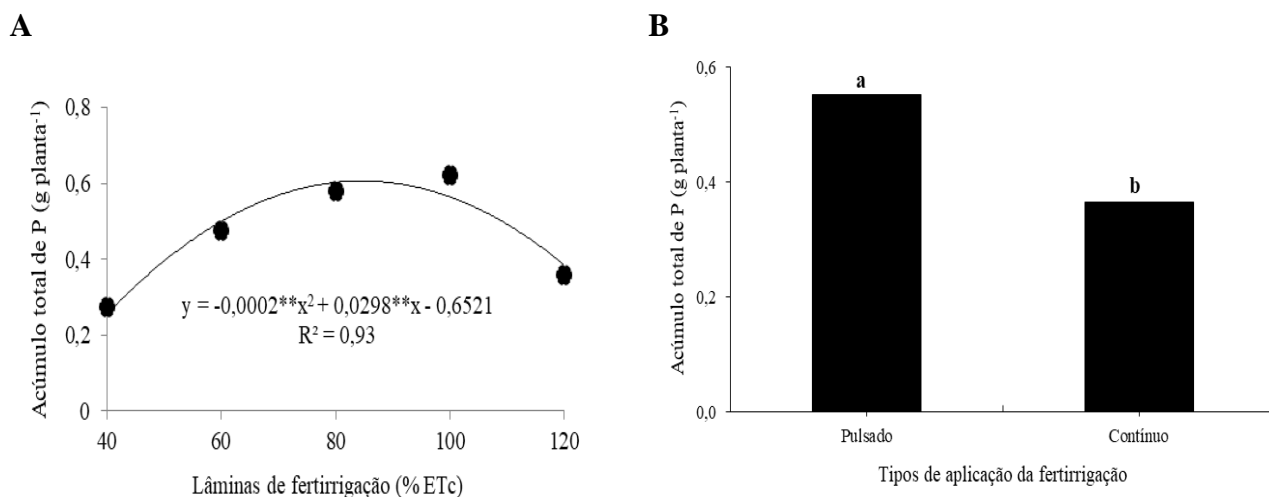 A
Acúmulo total de P (g planta⁻¹)
0,8
0,6
0,4
0,2
0
y = -0,0002**x² + 0,0298**x - 0,6521
R² = 0,93
40 60 80 100 120
Lâminas de fertirrigação (% ETc)
B
Acúmulo total de P (g planta⁻¹)
0,6
0,4
0,2
0,0
a
b
Pulsado Contínuo
Tipos de aplicação da fertirrigação